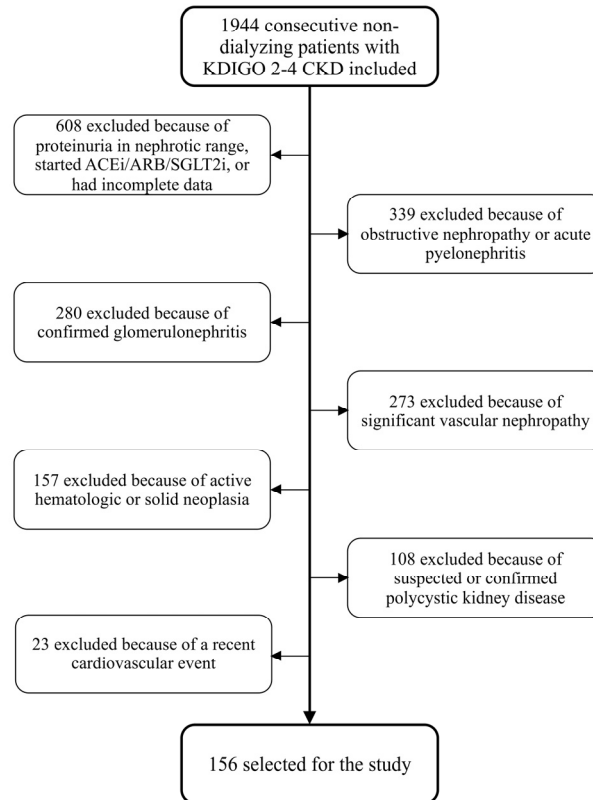 1944 consecutive non-
dialyzing patients with
KDIGO 2-4 CKD included
608 excluded because of
proteinuria in nephrotic range,
started ACEi/ARB/SGLT2i, or
had incomplete data
339 excluded because of
obstructive nephropathy or acute
pyelonephritis
280 excluded because of
confirmed glomerulonephritis
273 excluded because of
significant vascular nephropathy
157 excluded because of active
hematologic or solid neoplasia
108 excluded because of
suspected or confirmed
polycystic kidney disease
23 excluded because of a recent
cardiovascular event
156 selected for the study